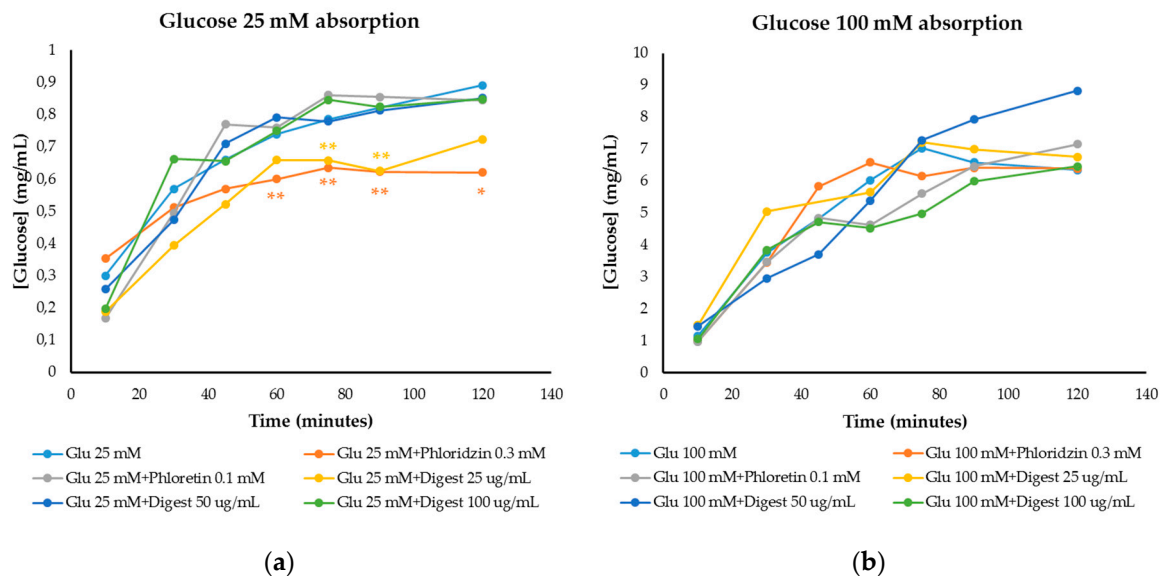 Glucose 25 mM absorption
[Glucose] (mg/mL)
1
0,9
0,8
0,7
0,6
0,5
0,4
0,3
0,2
0,1
0
**
**
**
**
**
*
0 20 40 60 80 100 120 140
Time (minutes)
Glu 25 mM
Glu 25 mM+Phloridzin 0.3 mM
Glu 25 mM+Phloretin 0.1 mM
Glu 25 mM+Digest 25 ug/mL
Glu 25 mM+Digest 50 ug/mL
Glu 25 mM+Digest 100 ug/mL
(a)
Glucose 100 mM absorption
[Glucose] (mg/mL)
10
9
8
7
6
5
4
3
2
1
0
0 20 40 60 80 100 120 140
Time (minutes)
Glu 100 mM
Glu 100 mM+Phloridzin 0.3 mM
Glu 100 mM+Phloretin 0.1 mM
Glu 100 mM+Digest 25 ug/mL
Glu 100 mM+Digest 50 ug/mL
Glu 100 mM+Digest 100 ug/mL
(b)